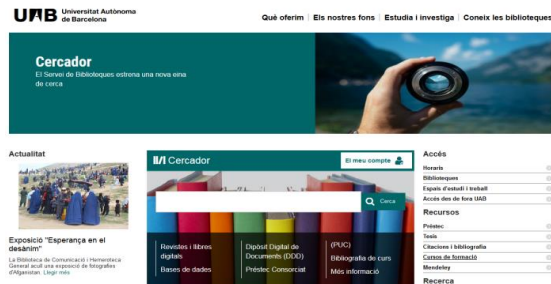 UAB Universitat Autònoma
de Barcelona
Què oferim | Els nostres fons | Estudia i investiga | Coneix les biblioteques
Cercador
El Servei de Biblioteques estrena una nova eina
de cerca
Actualitat
Exposició "Esperança en el
desànim"
La Biblioteca de Comunicació i Hemeroteca
General acull una exposició de fotografies
d'Afganistan. Llegir més
Cercador
El meu compte
Cerca
Revistes i llibres
digitals
Bases de dades
Dipòsit Digital de
Documents (DDD)
Préstec Consorciat
(PUC)
Bibliografia de curs
Més informació
Accés
Horaris
Biblioteques
Espais d'estudi i treball
Accés des de fora UAB
Recursos
Préstec
Tesis
Citacions i bibliografia
Cursos de formació
Mendeley
Recerca